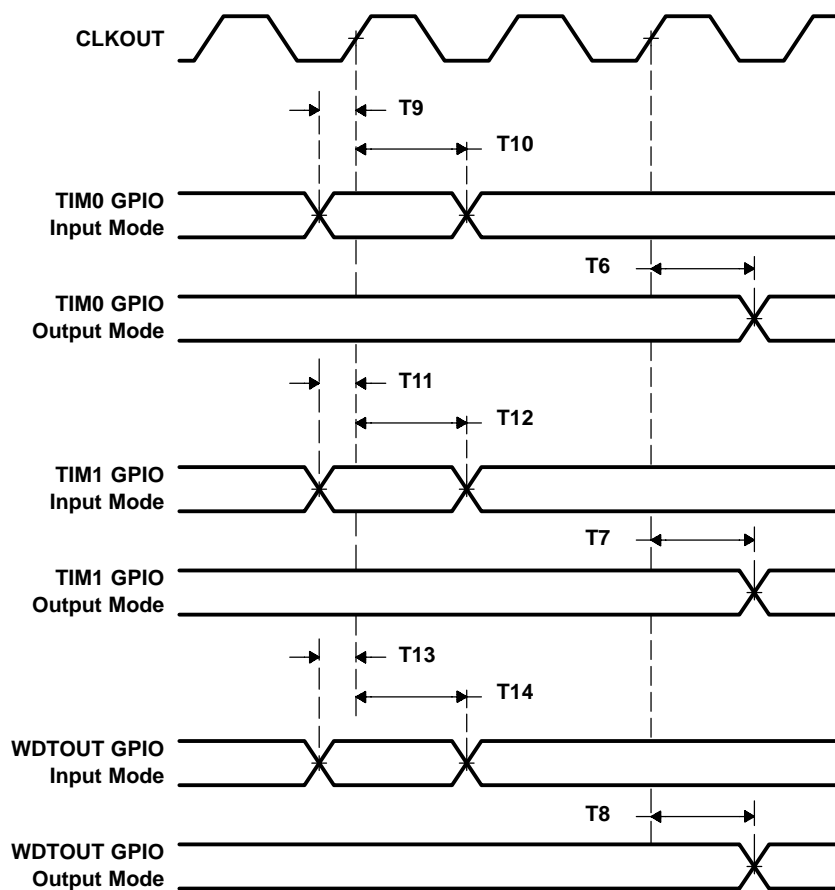 CLKOUT
T9
T10
TIM0 GPIO
Input Mode
T6
TIM0 GPIO
Output Mode
T11
T12
TIM1 GPIO
Input Mode
T7
TIM1 GPIO
Output Mode
T13
T14
WDTOUT GPIO
Input Mode
T8
WDTOUT GPIO
Output Mode